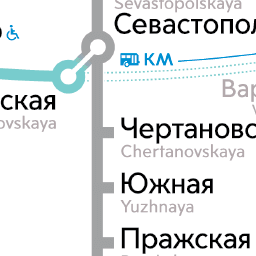 Sevastopolskaya
Севастопол
КМ
ская
ovskaya
Вар
Чертановс
Chertanovskaya
Южная
Yuzhnaya
Пражская